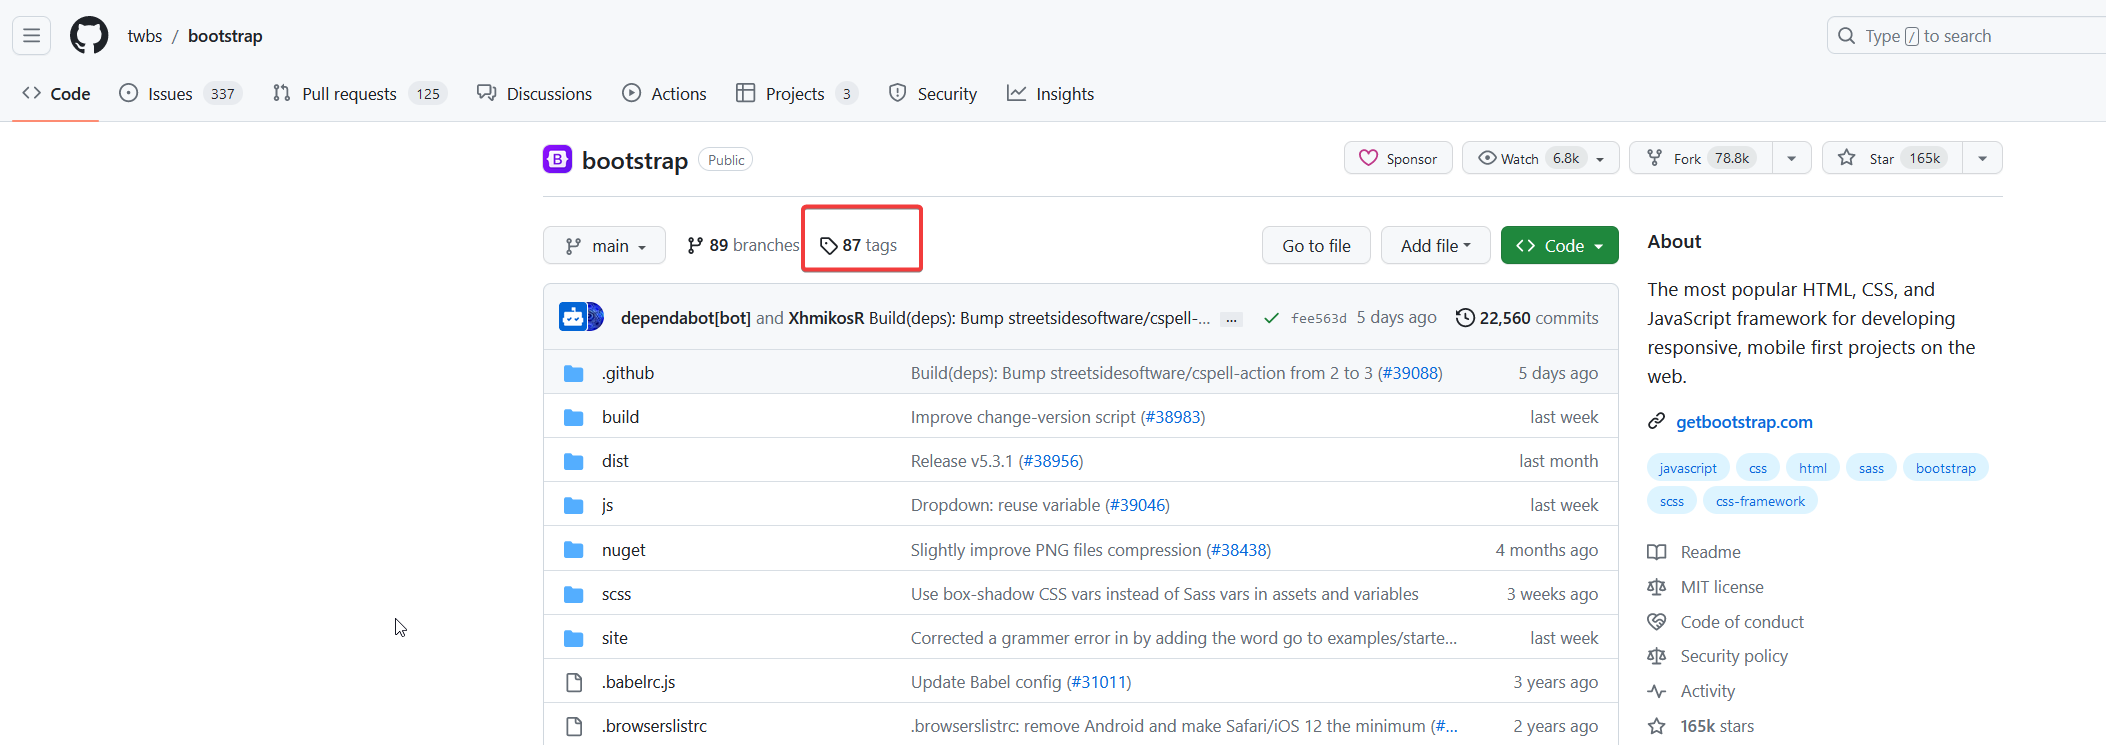 twbs / bootstrap
Type / to search
Code Issues 337 Pull requests 125 Discussions Actions Projects 3 Security Insights
B bootstrap Public
Sponsor Watch 6.8k Fork 78.8k Star 165k
main 89 branches 87 tags Go to file Add file Code
dependabot[bot] and XhmikosR Build(deps): Bump streetsidesoftware/cspell-... ... fee563d 5 days ago 22,560 commits
.github Build(deps): Bump streetsidesoftware/cspell-action from 2 to 3 (#39088) 5 days ago
build Improve change-version script (#38983) last week
dist Release v5.3.1 (#38956) last month
js Dropdown: reuse variable (#39046) last week
nuget Slightly improve PNG files compression (#38438) 4 months ago
scss Use box-shadow CSS vars instead of Sass vars in assets and variables 3 weeks ago
site Corrected a grammer error in by adding the word go to examples/starte... last week
.babelrc.js Update Babel config (#31011) 3 years ago
.browserslistrc .browserslistrc: remove Android and make Safari/iOS 12 the minimum (#... 2 years ago
About
The most popular HTML, CSS, and
JavaScript framework for developing
responsive, mobile first projects on the
web.
getbootstrap.com
javascript css html sass bootstrap
scss css-framework
Readme
MIT license
Code of conduct
Security policy
Activity
165k stars